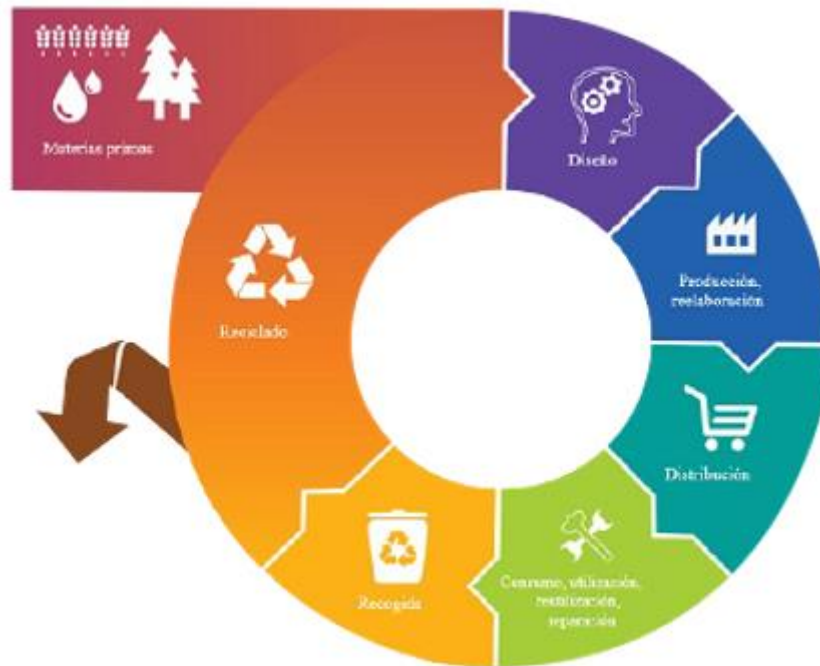 Materias primas
Diseño
Producción,
reelaboración
Distribución
Consumo, utilización,
reutilización,
reparación
Recogida
Reciclado